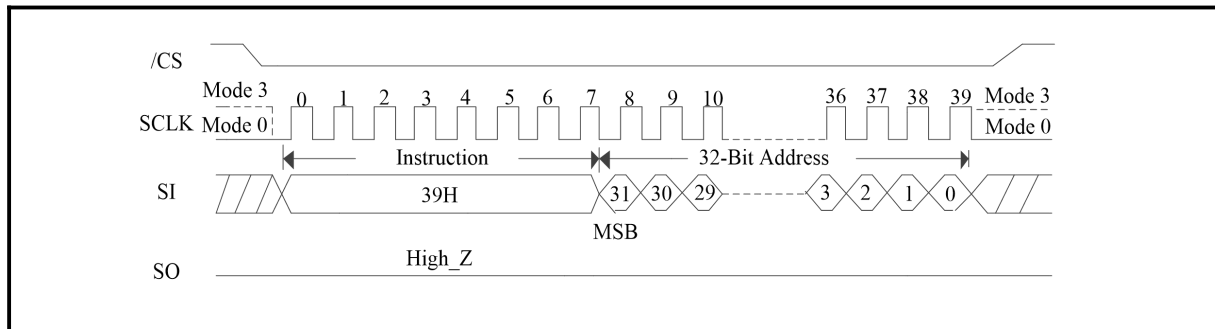 /CS
Mode 3 0 1 2 3 4 5 6 7 8 9 10 36 37 38 39 Mode 3
SCLK Mode 0 Mode 0
Instruction 32-Bit Address
SI 39H 31 30 29 3 2 1 0
MSB
High_Z
SO